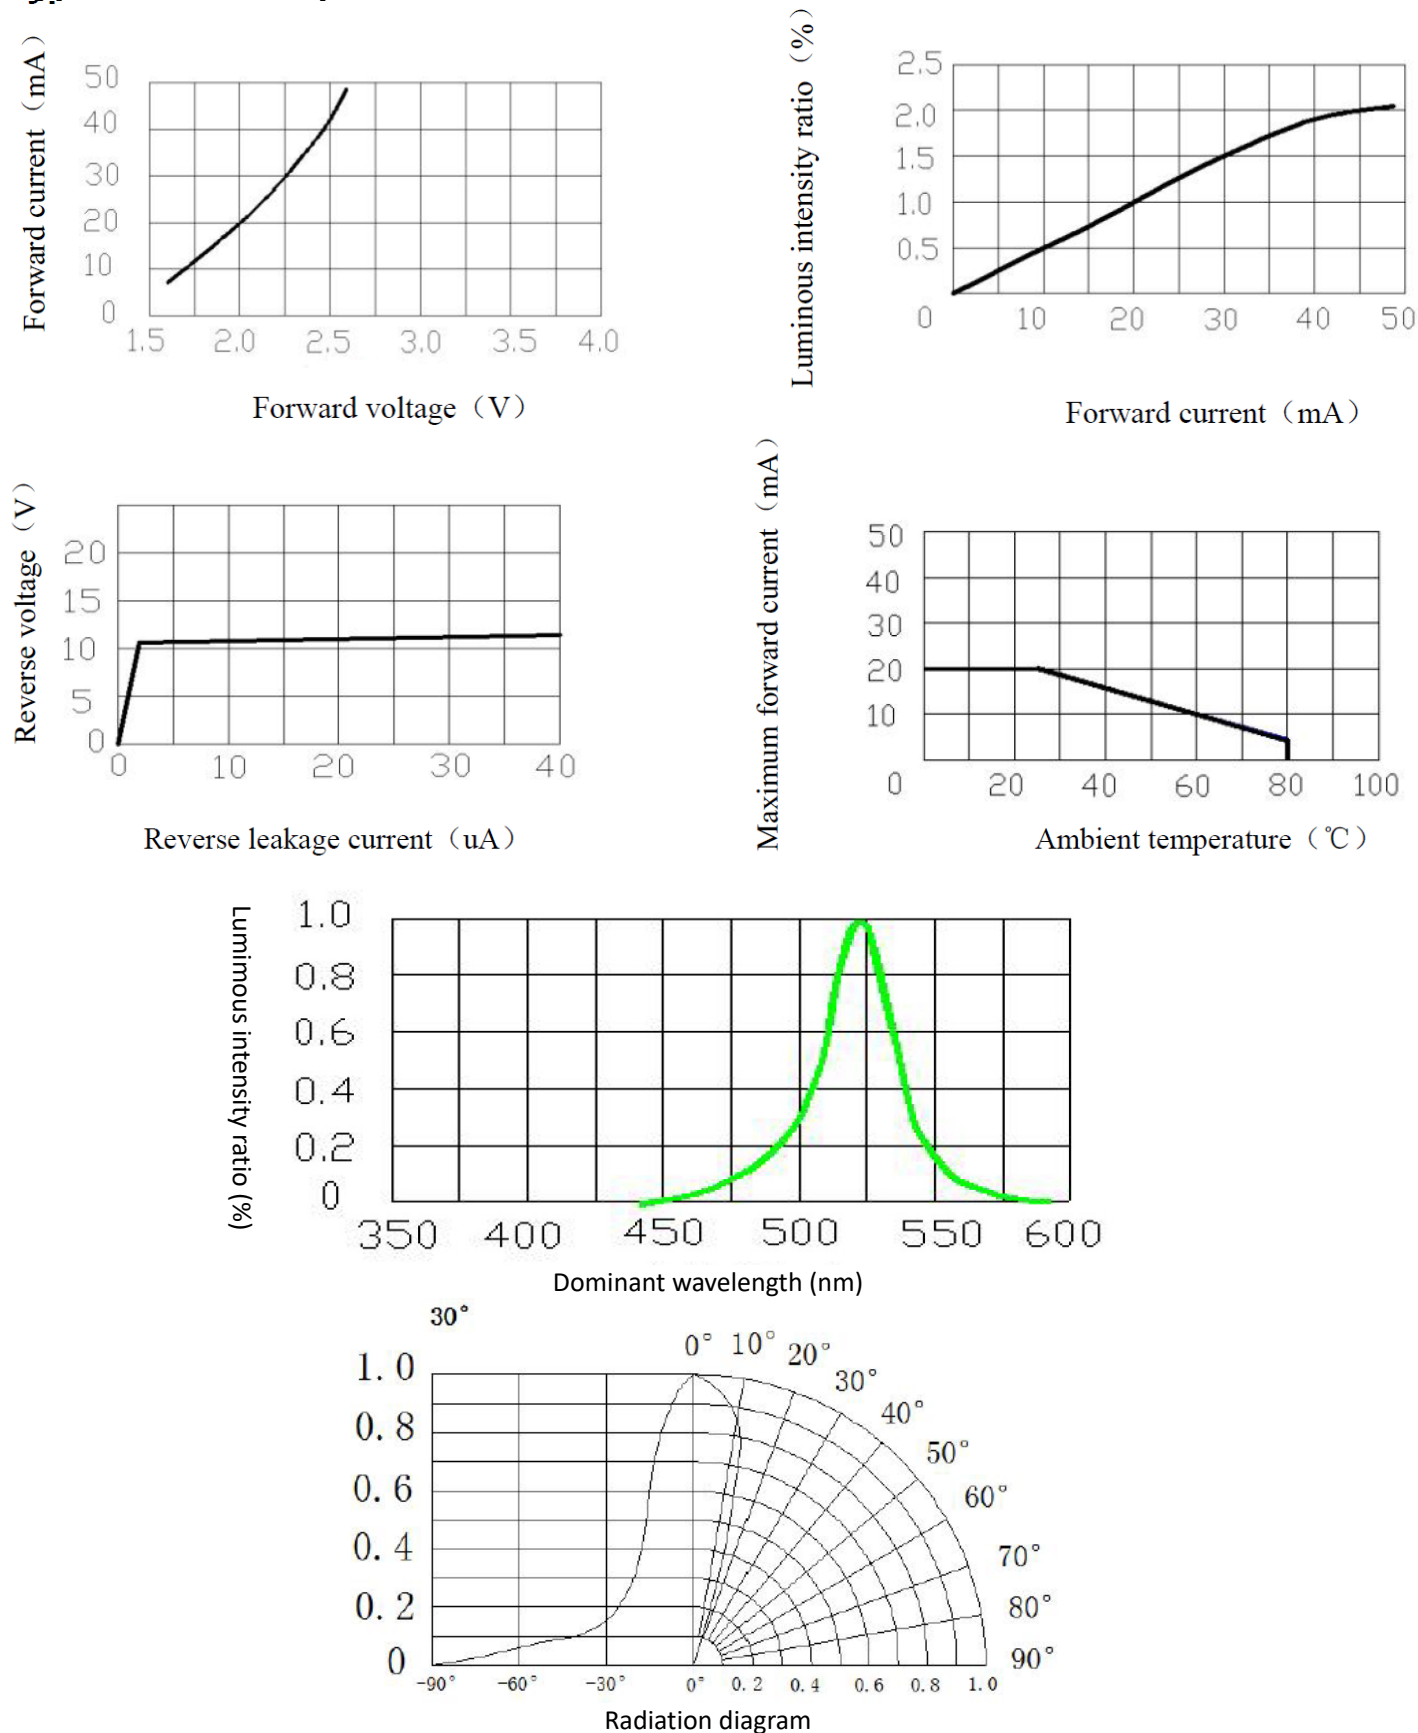 Forward current（mA）
50
40
30
20
10
0
1.5 2.0 2.5 3.0 3.5 4.0
Forward voltage（V）
Luminous intensity ratio（%）
2.5
2.0
1.5
1.0
0.5
0 10 20 30 40 50
Forward current（mA）
Reverse voltage（V）
20
15
10
5
0
0 10 20 30 40
Reverse leakage current（uA）
Maximum forward current（mA）
50
40
30
20
10
0 20 40 60 80 100
Ambient temperature（℃）
Lumimous intensity ratio (%)
1.0
0.8
0.6
0.4
0.2
0
350 400 450 500 550 600
Dominant wavelength (nm)
30°
0° 10° 20° 30° 40° 50° 60° 70° 80° 90°
1.0
0.8
0.6
0.4
0.2
0
-90° -60° -30° 0° 0.2 0.4 0.6 0.8 1.0
Radiation diagram